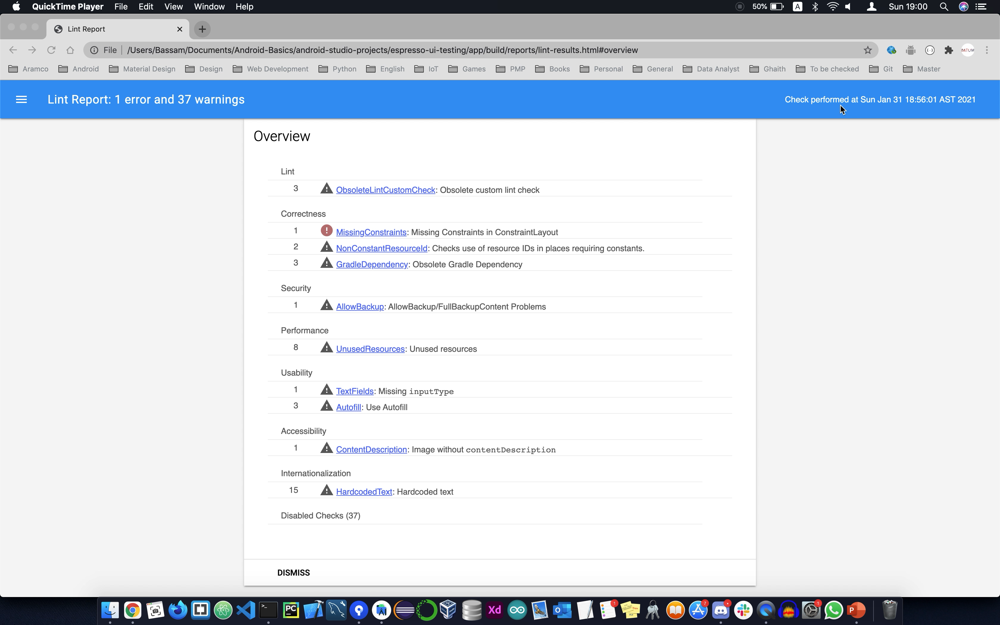 QuickTime Player File Edit View Window Help 50% A Sun 19:00
Lint Report
File /Users/Bassam/Documents/Android-Basics/android-studio-projects/espresso-ui-testing/app/build/reports/lint-results.html#overview DATUM
Aramco Android Material Design Design Web Development Python English IoT Games PMP Books Personal General Data Analyst Ghaith To be checked Git Master
Lint Report: 1 error and 37 warnings Check performed at Sun Jan 31 18:56:01 AST 2021
Overview
Lint
3 ObsoleteLintCustomCheck: Obsolete custom lint check
Correctness
1 MissingConstraints: Missing Constraints in ConstraintLayout
2 NonConstantResourceId: Checks use of resource IDs in places requiring constants.
3 GradleDependency: Obsolete Gradle Dependency
Security
1 AllowBackup: AllowBackup/FullBackupContent Problems
Performance
8 UnusedResources: Unused resources
Usability
1 TextFields: Missing inputType
3 Autofill: Use Autofill
Accessibility
1 ContentDescription: Image without contentDescription
Internationalization
15 HardcodedText: Hardcoded text
Disabled Checks (37)
DISMISS
PC Xd O 1 7 1 P